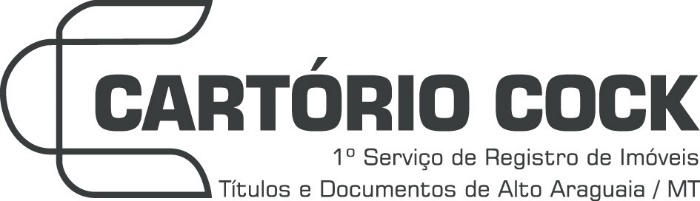 CARTÓRIO COCK
1º Serviço de Registro de Imóveis
Títulos e Documentos de Alto Araguaia / MT